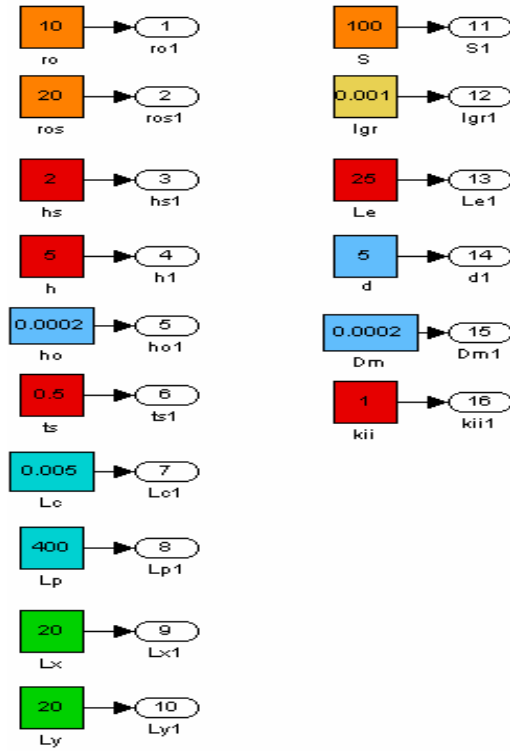 10
1
ro
ro1
20
2
ros
ros1
2
3
hs
hs1
5
4
h
h1
0.0002
5
ho
ho1
0.5
6
ts
ts1
0.005
7
Lc
Lc1
400
8
Lp
Lp1
20
9
Lx
Lx1
20
10
Ly
Ly1
100
11
S
S1
0.001
12
Igr
Igr1
25
13
Le
Le1
5
14
d
d1
0.0002
15
Dm
Dm1
1
16
kii
kii1